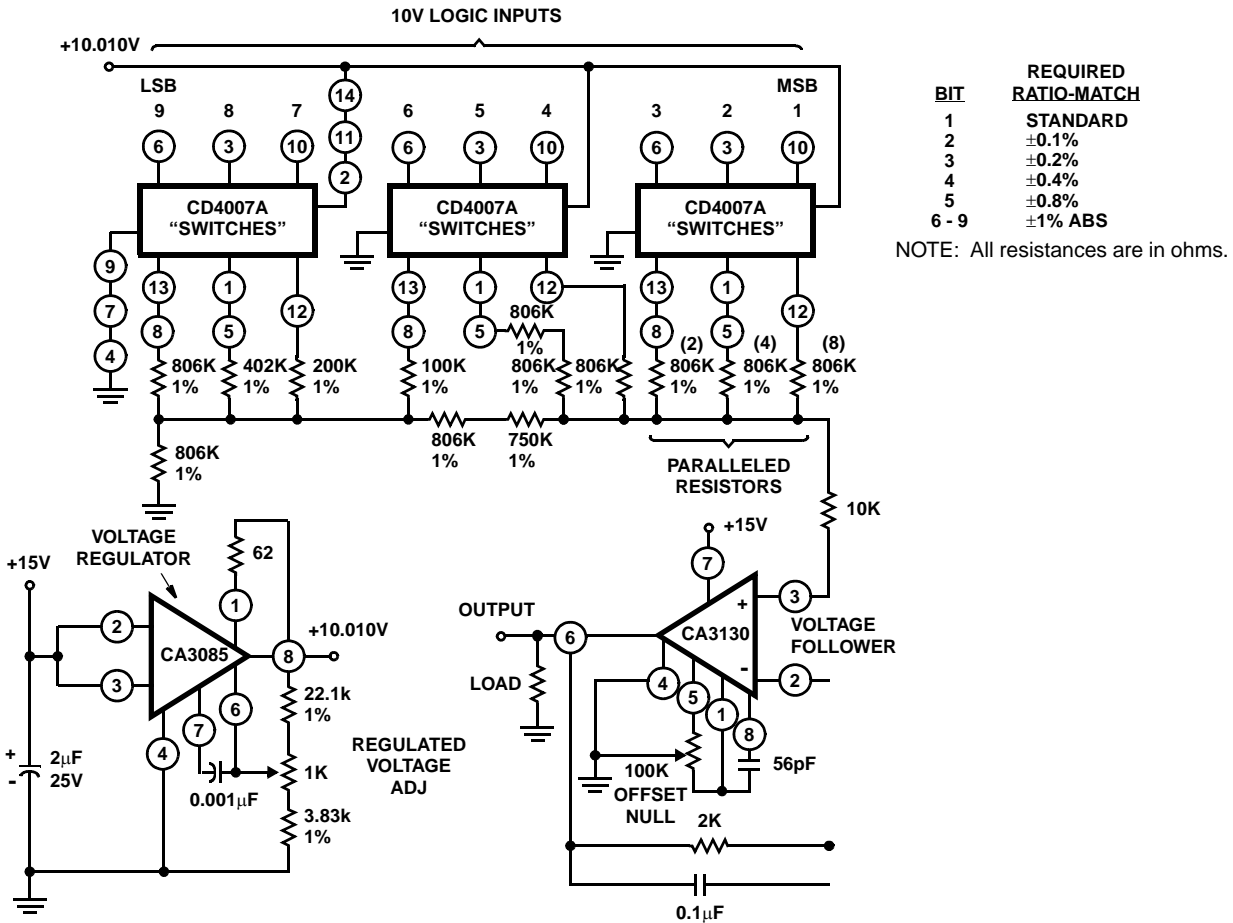 10V LOGIC INPUTS
+10.010V
LSB
MSB
9 8 7 6 5 4 3 2 1
14
11
2
6 3 10 6 3 10 6 3 10
CD4007A
“SWITCHES”
CD4007A
“SWITCHES”
CD4007A
“SWITCHES”
9
7
4
13
8
1
5
12
13
8
1
5
12
13
8
1
5
12
806K
1%
402K
1%
200K
1%
100K
1%
806K
1%
806K
1%
806K
1%
(2)
806K
1%
(4)
806K
1%
(8)
806K
1%
806K
1%
750K
1%
806K
1%
PARALLELED
RESISTORS
10K
REQUIRED
BIT RATIO-MATCH
1 STANDARD
2 ±0.1%
3 ±0.2%
4 ±0.4%
5 ±0.8%
6 - 9 ±1% ABS
NOTE: All resistances are in ohms.
VOLTAGE
REGULATOR
+15V
62
1
2
3
CA3085
8
+10.010V
6
7
4
22.1k
1%
1K
3.83k
1%
0.001μF
+
-
2μF
25V
REGULATED
VOLTAGE
ADJ
+15V
7
OUTPUT
6
LOAD
CA3130
+
-
3
2
VOLTAGE
FOLLOWER
4
5
1
8
100K
OFFSET
NULL
56pF
2K
0.1μF